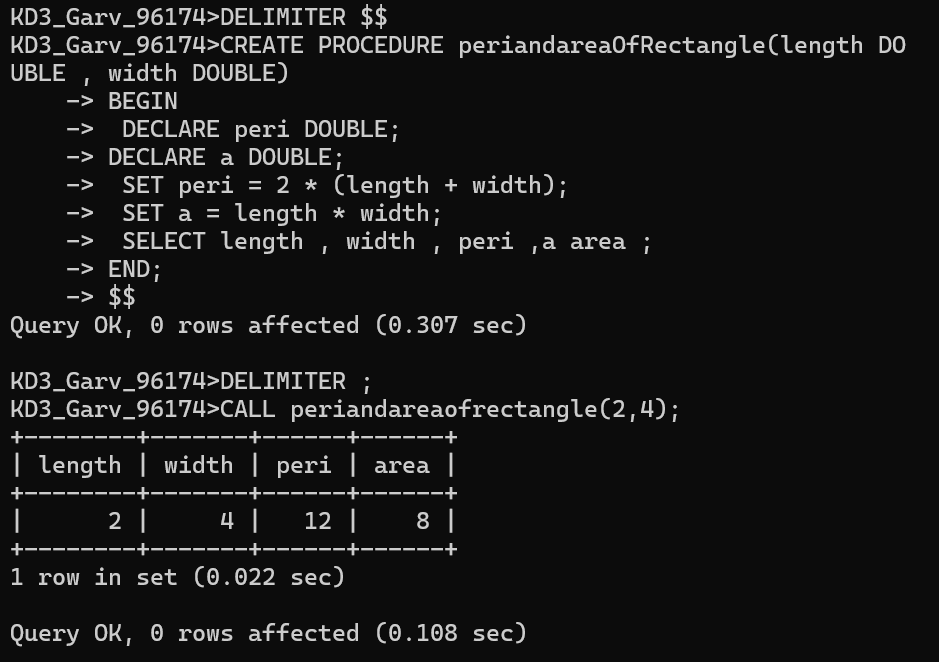 KD3_Garv_96174>DELIMITER $$
KD3_Garv_96174>CREATE PROCEDURE periandareaOfRectangle(length DO
UBLE , width DOUBLE)
    -> BEGIN
    ->  DECLARE peri DOUBLE;
    -> DECLARE a DOUBLE;
    ->  SET peri = 2 * (length + width);
    ->  SET a = length * width;
    ->  SELECT length , width , peri ,a area ;
    -> END;
    -> $$
Query OK, 0 rows affected (0.307 sec)

KD3_Garv_96174>DELIMITER ;
KD3_Garv_96174>CALL periandareaofrectangle(2,4);
+--------+-------+------+------+
| length | width | peri | area |
+--------+-------+------+------+
|      2 |     4 |   12 |    8 |
+--------+-------+------+------+
1 row in set (0.022 sec)

Query OK, 0 rows affected (0.108 sec)